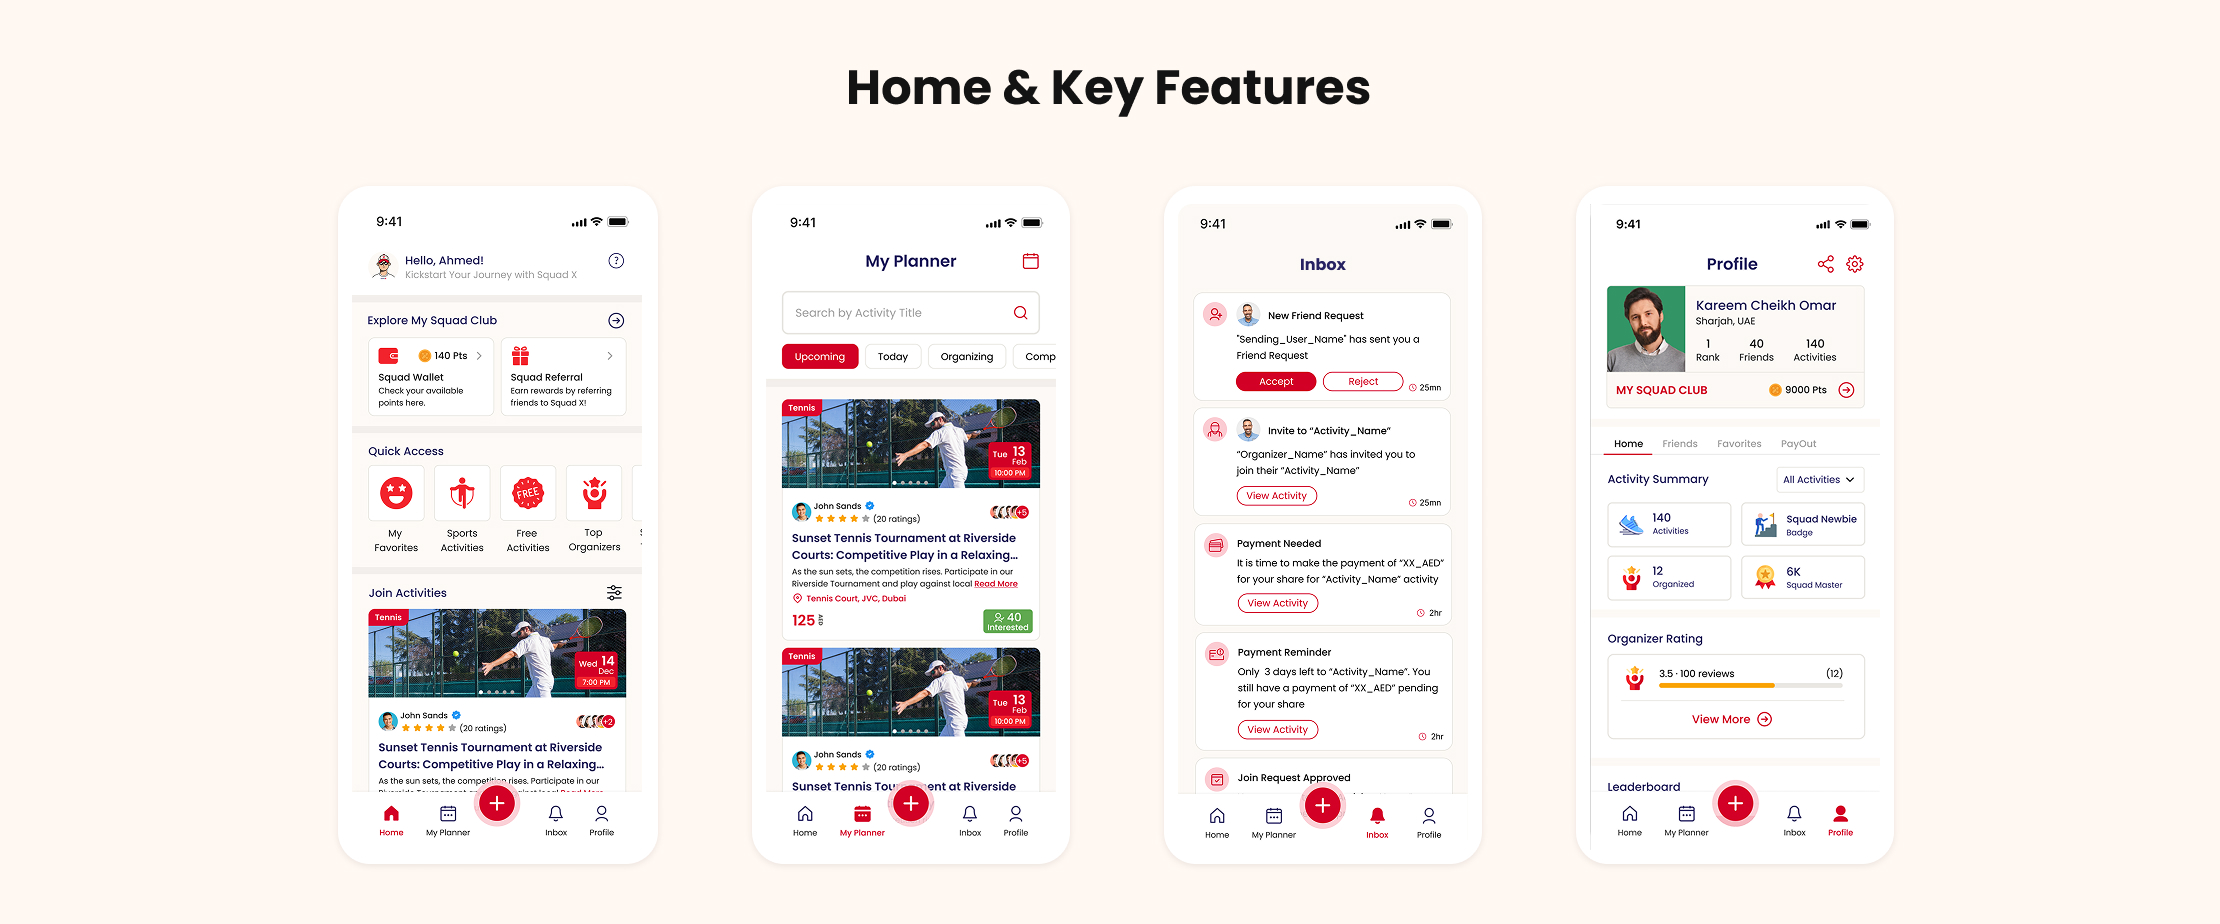 Home & Key Features
9:41
Hello, Ahmed!
Kickstart Your Journey with Squad X
?
Explore My Squad Club
140 Pts
Squad Wallet
Check your available
points here.
Squad Referral
Earn rewards by referring
friends to Squad X!
Quick Access
FREE
My
Favorites
Sports
Activities
Free
Activities
Top
Organizers
Join Activities
Tennis
Wed 14
Dec
7:00 PM
John Sands
(20 ratings)
+2
Sunset Tennis Tournament at Riverside
Courts: Competitive Play in a Relaxing...
As the sun sets, the competition rises. Participate in our
Home
My Planner
Inbox
Profile
9:41
My Planner
Search by Activity Title
Upcoming
Today
Organizing
Comp
Tennis
Tue 13
Feb
10:00 PM
John Sands
(20 ratings)
+5
Sunset Tennis Tournament at Riverside
Courts: Competitive Play in a Relaxing...
As the sun sets, the competition rises. Participate in our
Riverside Tournament and play against local Read More
Tennis Court, JVC, Dubai
125 AED
40
Interested
Tennis
Tue 13
Feb
10:00 PM
John Sands
(20 ratings)
+5
Sunset Tennis Tournament at Riverside
Home
My Planner
Inbox
Profile
9:41
Inbox
New Friend Request
"Sending_User_Name" has sent you a
Friend Request
Accept
Reject
25mn
Invite to “Activity_Name”
“Organizer_Name” has invited you to
join their “Activity_Name”
View Activity
25mn
Payment Needed
It is time to make the payment of “XX_AED”
for your share for “Activity_Name” activity
View Activity
2hr
Payment Reminder
Only 3 days left to “Activity_Name”. You
still have a payment of “XX_AED” pending
for your share
View Activity
2hr
Join Request Approved
Home
My Planner
Inbox
Profile
9:41
Profile
Kareem Cheikh Omar
Sharjah, UAE
1
Rank
40
Friends
140
Activities
MY SQUAD CLUB
9000 Pts
Home
Friends
Favorites
PayOut
Activity Summary
All Activities
140
Activities
Squad Newbie
Badge
12
Organized
6K
Squad Master
Organizer Rating
3.5 · 100 reviews
(12)
View More
Leaderboard
Home
My Planner
Inbox
Profile